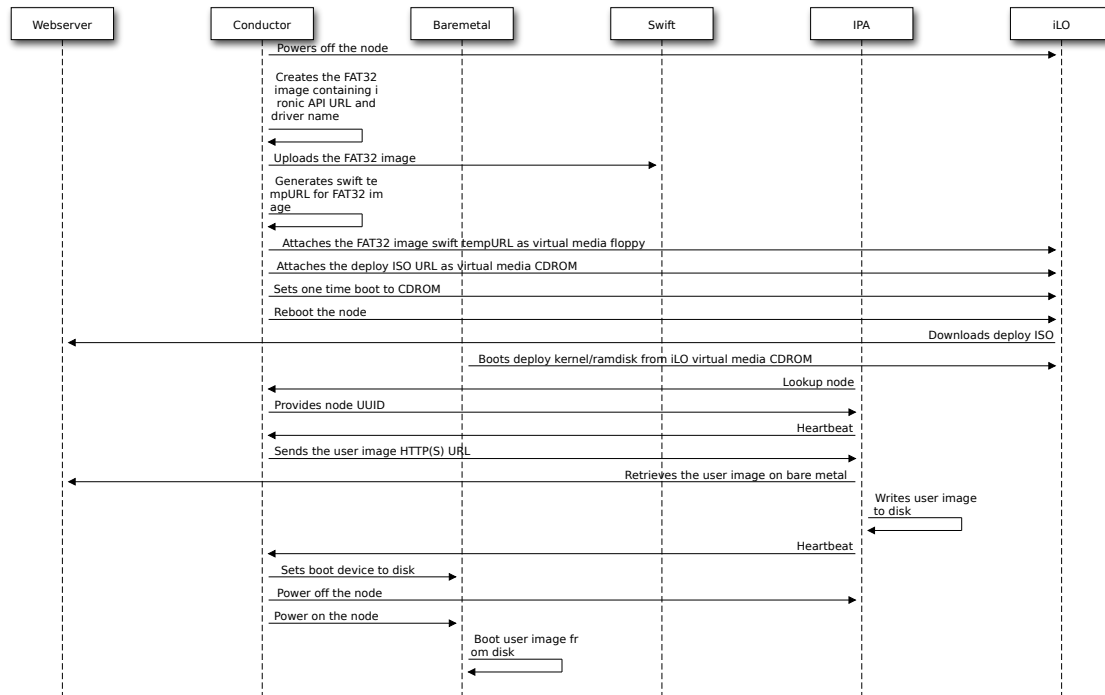 Webserver
Conductor
Baremetal
Swift
IPA
iLO
Powers off the node
Creates the FAT32
image containing i
ronic API URL and
driver name
Uploads the FAT32 image
Generates swift te
mpURL for FAT32 im
age
Attaches the FAT32 image swift tempURL as virtual media floppy
Attaches the deploy ISO URL as virtual media CDROM
Sets one time boot to CDROM
Reboot the node
Downloads deploy ISO
Boots deploy kernel/ramdisk from iLO virtual media CDROM
Lookup node
Provides node UUID
Heartbeat
Sends the user image HTTP(S) URL
Retrieves the user image on bare metal
Writes user image
to disk
Heartbeat
Sets boot device to disk
Power off the node
Power on the node
Boot user image fr
om disk